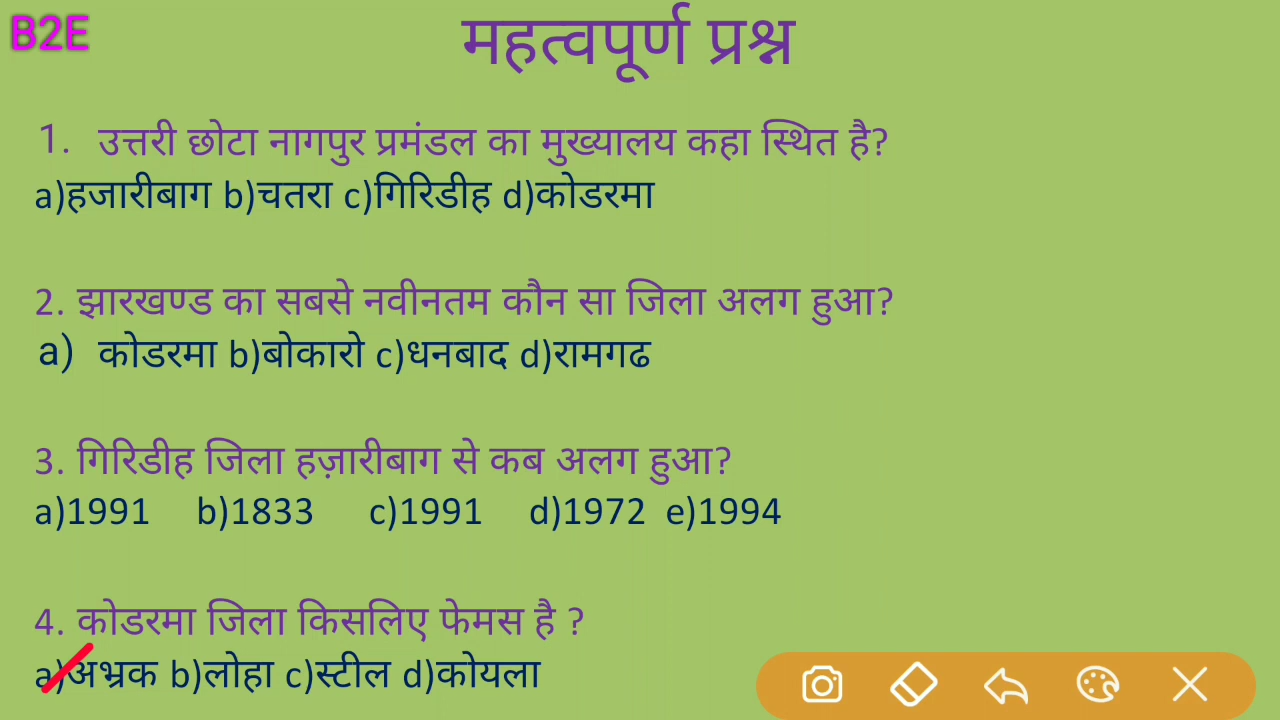 B2E
महत्वपूर्ण प्रश्न
1. उत्तरी छोटा नागपुर प्रमंडल का मुख्यालय कहा स्थित है?
a)हजारीबाग b)चतरा c)गिरिडीह d)कोडरमा
2. झारखण्ड का सबसे नवीनतम कौन सा जिला अलग हुआ?
a) कोडरमा b)बोकारो c)धनबाद d)रामगढ
3. गिरिडीह जिला हज़ारीबाग से कब अलग हुआ?
a)1991 b)1833 c)1991 d)1972 e)1994
4. कोडरमा जिला किसलिए फेमस है ?
a)अभ्रक b)लोहा c)स्टील d)कोयला